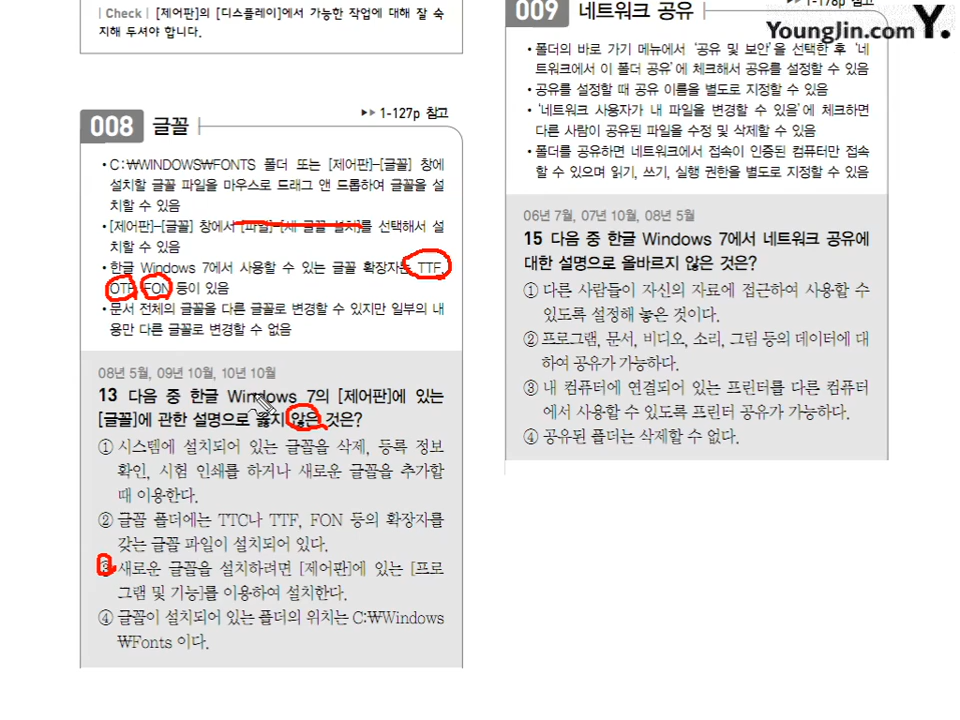 | Check | [제어판]의 [디스플레이]에서 가능한 작업에 대해 잘 숙
지해 두셔야 합니다.
008 글꼴
▶▶ 1-127p 참고
• C:￦WINDOWS￦FONTS 폴더 또는 [제어판]-[글꼴] 창에
설치할 글꼴 파일을 마우스로 드래그 앤 드롭하여 글꼴을 설
치할 수 있음
• [제어판]-[글꼴] 창에서 [파일]-[새 글꼴 설치]를 선택해서 설
치할 수 있음
• 한글 Windows 7에서 사용할 수 있는 글꼴 확장자는 TTF,
OTF, FON 등이 있음
• 문서 전체의 글꼴을 다른 글꼴로 변경할 수 있지만 일부의 내
용만 다른 글꼴로 변경할 수 없음
08년 5월, 09년 10월, 10년 10월
13 다음 중 한글 Windows 7의 [제어판]에 있는
[글꼴]에 관한 설명으로 옳지 않은 것은?
① 시스템에 설치되어 있는 글꼴을 삭제, 등록 정보
확인, 시험 인쇄를 하거나 새로운 글꼴을 추가할
때 이용한다.
② 글꼴 폴더에는 TTC나 TTF, FON 등의 확장자를
갖는 글꼴 파일이 설치되어 있다.
③ 새로운 글꼴을 설치하려면 [제어판]에 있는 [프로
그램 및 기능]를 이용하여 설치한다.
④ 글꼴이 설치되어 있는 폴더의 위치는 C:￦Windows
￦Fonts 이다.
009 네트워크 공유
▶▶ 1-178p 참고
YoungJin.com Y.
• 폴더의 바로 가기 메뉴에서 '공유 및 보안'을 선택한 후 '네
트워크에서 이 폴더 공유'에 체크해서 공유를 설정할 수 있음
• 공유를 설정할 때 공유 이름을 별도로 지정할 수 있음
• '네트워크 사용자가 내 파일을 변경할 수 있음'에 체크하면
다른 사람이 공유된 파일을 수정 및 삭제할 수 있음
• 폴더를 공유하면 네트워크에서 접속이 인증된 컴퓨터만 접속
할 수 있으며 읽기, 쓰기, 실행 권한을 별도로 지정할 수 있음
06년 7월, 07년 10월, 08년 5월
15 다음 중 한글 Windows 7에서 네트워크 공유에
대한 설명으로 올바르지 않은 것은?
① 다른 사람들이 자신의 자료에 접근하여 사용할 수
있도록 설정해 놓은 것이다.
② 프로그램, 문서, 비디오, 소리, 그림 등의 데이터에 대
하여 공유가 가능하다.
③ 내 컴퓨터에 연결되어 있는 프린터를 다른 컴퓨터
에서 사용할 수 있도록 프린터 공유가 가능하다.
④ 공유된 폴더는 삭제할 수 없다.